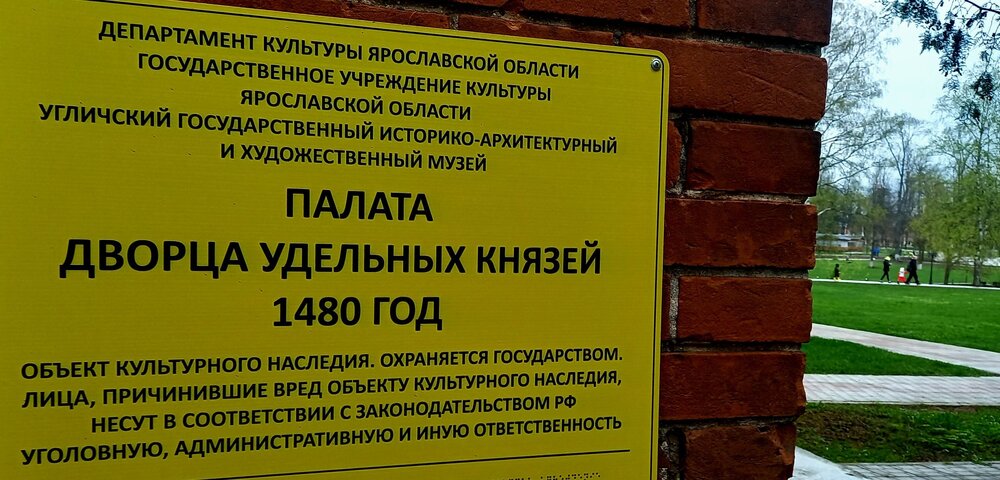 ДЕПАРТАМЕНТ КУЛЬТУРЫ ЯРОСЛАВСКОЙ ОБЛАСТИ
ГОСУДАРСТВЕННОЕ УЧРЕЖДЕНИЕ КУЛЬТУРЫ
ЯРОСЛАВСКОЙ ОБЛАСТИ
УГЛИЧСКИЙ ГОСУДАРСТВЕННЫЙ ИСТОРИКО-АРХИТЕКТУРНЫЙ
И ХУДОЖЕСТВЕННЫЙ МУЗЕЙ
ПАЛАТА
ДВОРЦА УДЕЛЬНЫХ КНЯЗЕЙ
1480 ГОД
ОБЪЕКТ КУЛЬТУРНОГО НАСЛЕДИЯ. ОХРАНЯЕТСЯ ГОСУДАРСТВОМ.
ЛИЦА, ПРИЧИНИВШИЕ ВРЕД ОБЪЕКТУ КУЛЬТУРНОГО НАСЛЕДИЯ,
НЕСУТ В СООТВЕТСТВИИ С ЗАКОНОДАТЕЛЬСТВОМ РФ
УГОЛОВНУЮ, АДМИНИСТРАТИВНУЮ И ИНУЮ ОТВЕТСТВЕННОСТЬ